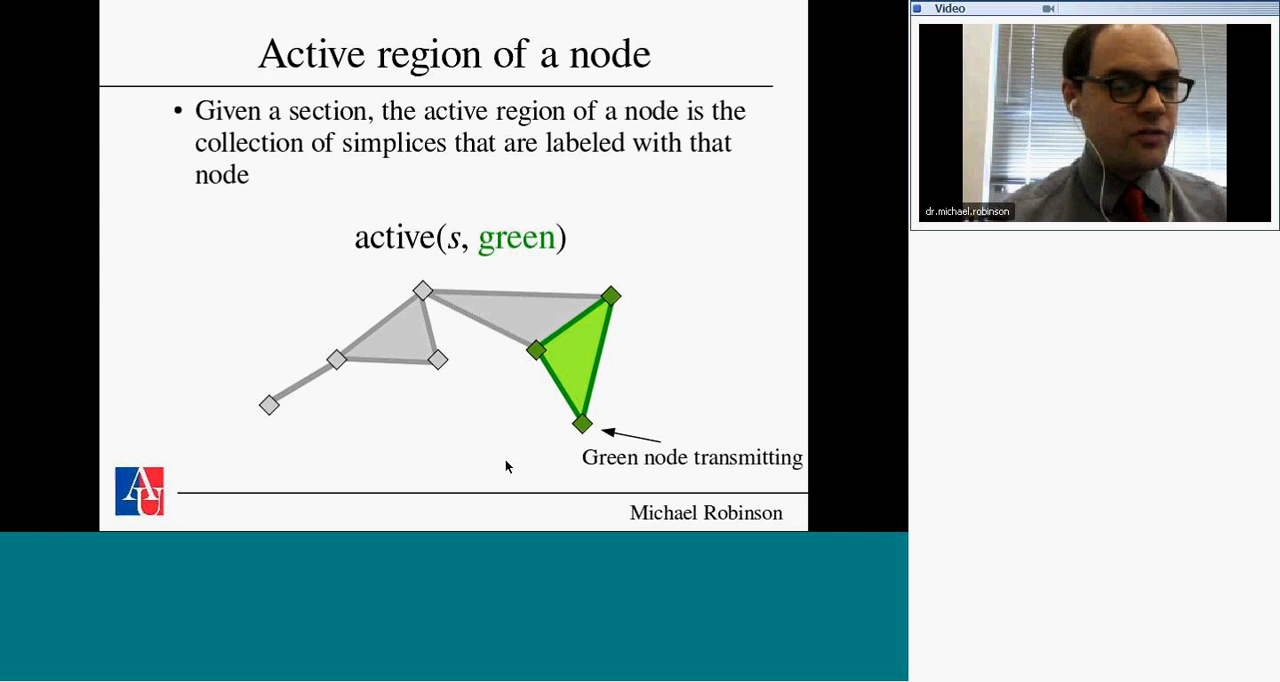 Active region of a node
• Given a section, the active region of a node is the
collection of simplices that are labeled with that
node
active(s, green)
Green node transmitting
AU
Michael Robinson
Video
dr.michael.robinson